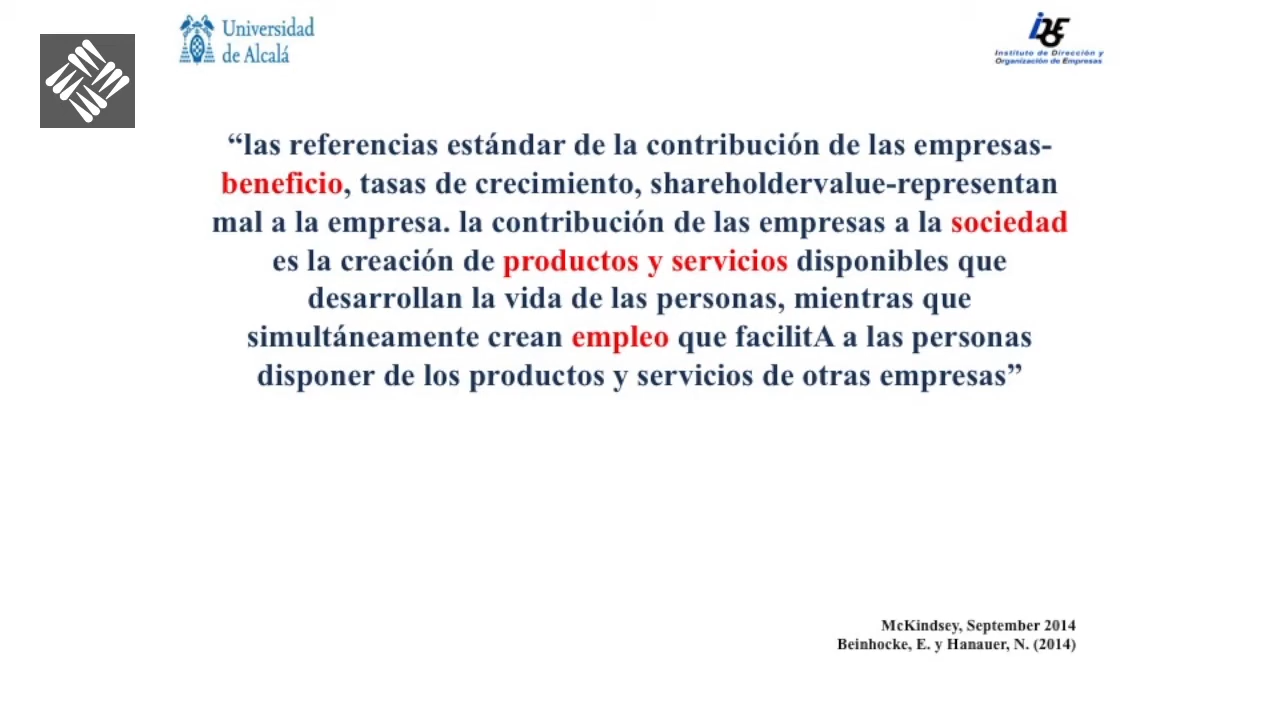 Universidad
de Alcalá
IDOE
Instituto de Dirección y
Organización de Empresas
“las referencias estándar de la contribución de las empresas-
beneficio, tasas de crecimiento, shareholdervalue-representan
mal a la empresa. la contribución de las empresas a la sociedad
es la creación de productos y servicios disponibles que
desarrollan la vida de las personas, mientras que
simultáneamente crean empleo que facilitA a las personas
disponer de los productos y servicios de otras empresas”
McKindsey, September 2014
Beinhocke, E. y Hanauer, N. (2014)